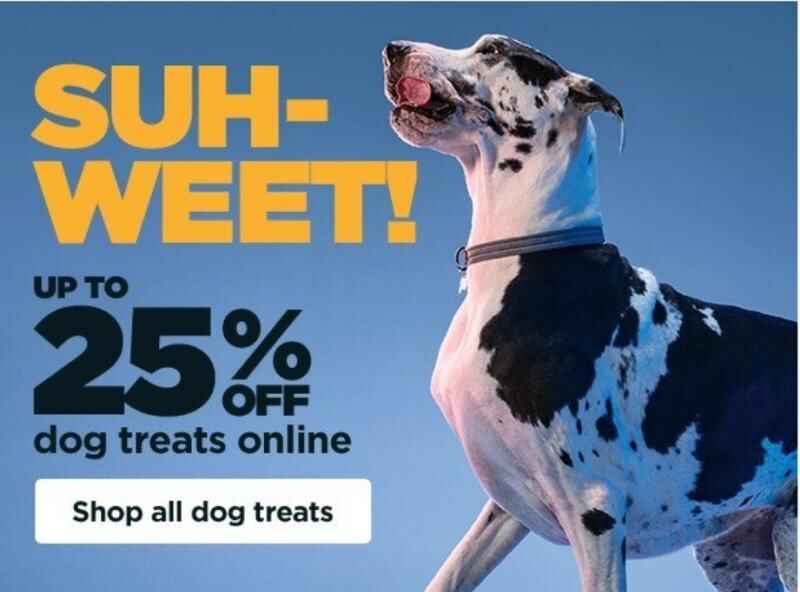 SUH-
WEET!
UP TO
25%
OFF
dog treats online
Shop all dog treats